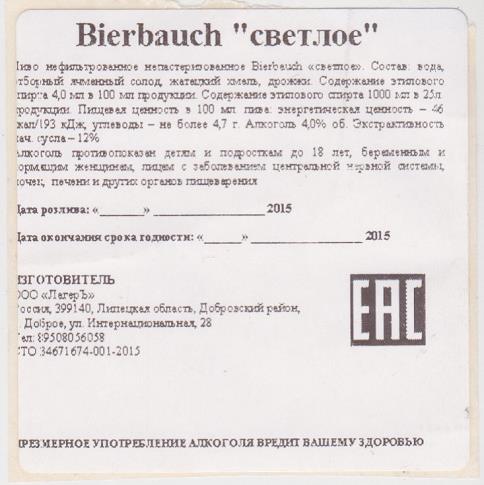 Bierbauch "светлое"
Пиво нефильтрованное непастеризованное Bierbauch «светлое». Состав: вода,
отборный ячменный солод, жатецкий хмель, дрожжи. Содержание этилового
спирта 4,0 мл в 100 мл продукции. Содержание этилового спирта 1000 мл в 25л
продукции. Пищевая ценность в 100 мл пива: энергетическая ценность – 46
ккал/193 кДж, углеводы – не более 4,7 г. Алкоголь 4,0% об. Экстрактивность
нач. сусла – 12%
Алкоголь противопоказан детям и подросткам до 18 лет, беременным и
кормящим женщинам, лицам с заболеванием центральной нервной системы,
почек, печени и других органов пищеварения
Дата розлива: «______» ________________ 2015
Дата окончания срока годности: «_____» ________________ 2015
ИЗГОТОВИТЕЛЬ
ООО «ЛагерЪ»
Россия, 399140, Липецкая область, Добровский район,
с. Доброе, ул. Интернациональная, 28
Тел: 89508056058
СТО 34671674-001-2015
EAC
ЧРЕЗМЕРНОЕ УПОТРЕБЛЕНИЕ АЛКОГОЛЯ ВРЕДИТ ВАШЕМУ ЗДОРОВЬЮ